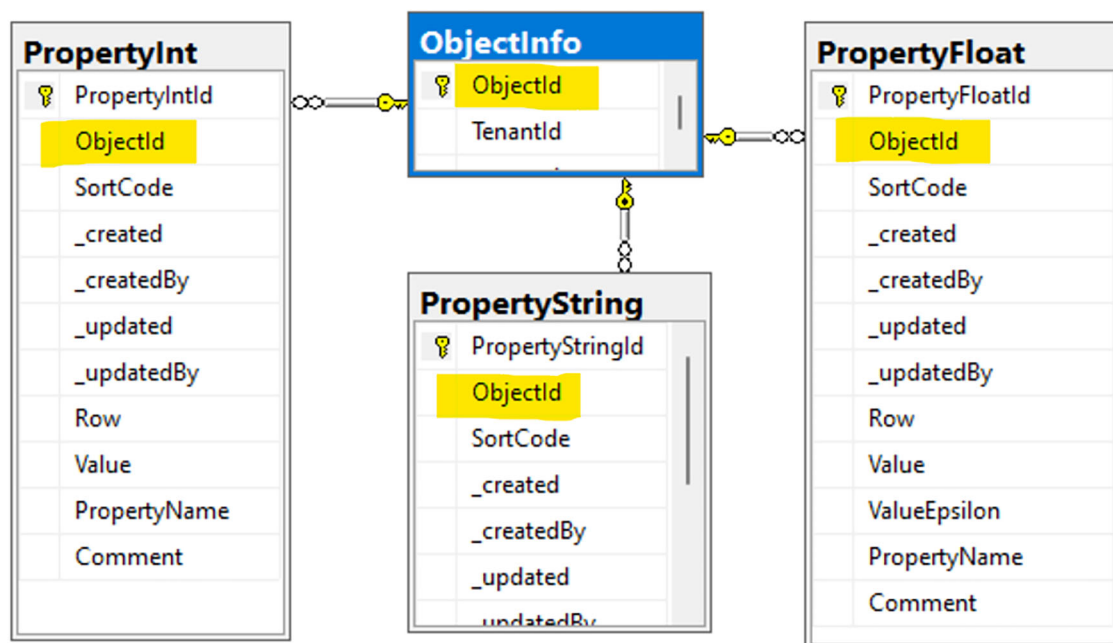 PropertyInt
PropertyIntId
ObjectId
SortCode
_created
_createdBy
_updated
_updatedBy
Row
Value
PropertyName
Comment
ObjectInfo
ObjectId
TenantId
PropertyString
PropertyStringId
ObjectId
SortCode
_created
_createdBy
_updated
_updatedBy
PropertyFloat
PropertyFloatId
ObjectId
SortCode
_created
_createdBy
_updated
_updatedBy
Row
Value
ValueEpsilon
PropertyName
Comment